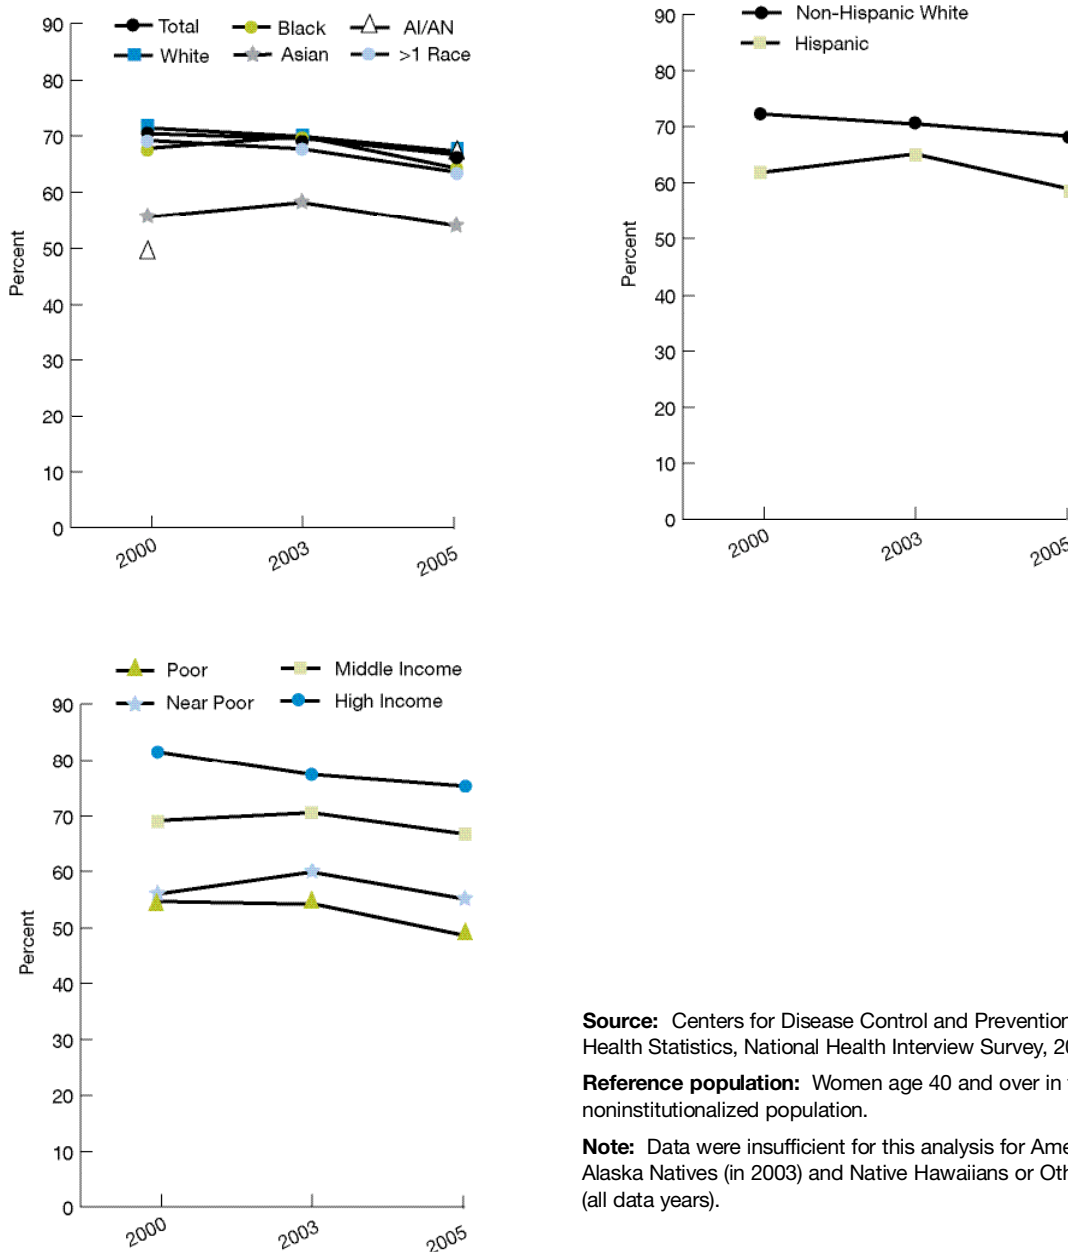 Total
Black
AI/AN
White
Asian
>1 Race
90
80
70
60
50
40
30
20
10
0
Percent
2000
2003
2005
Non-Hispanic White
Hispanic
90
80
70
60
50
40
30
20
10
0
Percent
2000
2003
2005
Poor
Middle Income
Near Poor
High Income
90
80
70
60
50
40
30
20
10
0
Percent
2000
2003
2005
Source: Centers for Disease Control and Prevention
Health Statistics, National Health Interview Survey, 20
Reference population: Women age 40 and over in
noninstitutionalized population.
Note: Data were insufficient for this analysis for Ame
Alaska Natives (in 2003) and Native Hawaiians or Oth
(all data years).